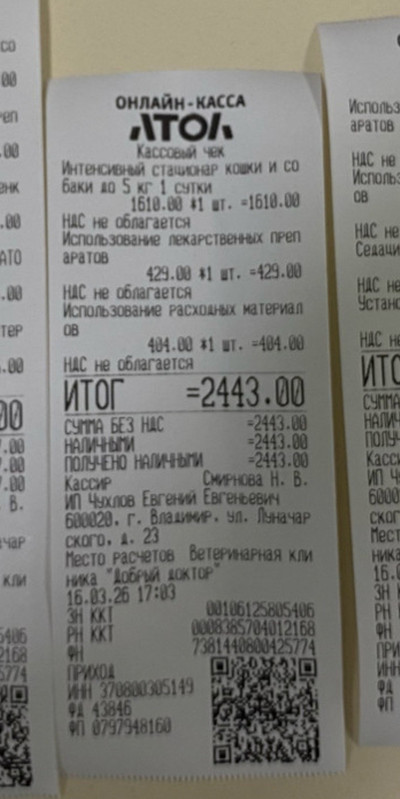 ОНЛАЙН-КАССА
АТОЛ
Кассовый чек
Интенсивный стационар кошки и со
баки до 5 кг 1 сутки
1610.00 *1 шт. =1610.00
НДС не облагается
Использование лекарственных преп
аратов
429.00 *1 шт. =429.00
НДС не облагается
Использование расходных материал
ов
404.00 *1 шт. =404.00
НДС не облагается
ИТОГ =2443.00
СУММА БЕЗ НДС =2443.00
НАЛИЧНЫМИ =2443.00
ПОЛУЧЕНО НАЛИЧНЫМИ =2443.00
Кассир Смирнова Н. В.
ИП Чухлов Евгений Евгеньевич
600020, г. Владимир, ул. Луначар
ского, д. 23
Место расчетов Ветеринарная кли
ника "Добрый доктор"
16.03.26 17:03
ЗН ККТ 00106125805406
РН ККТ 0008385704012168
ФН 7381440800425774
ПРИХОД
ИНН 370800305149
ФД 43846
ФП 0797948160